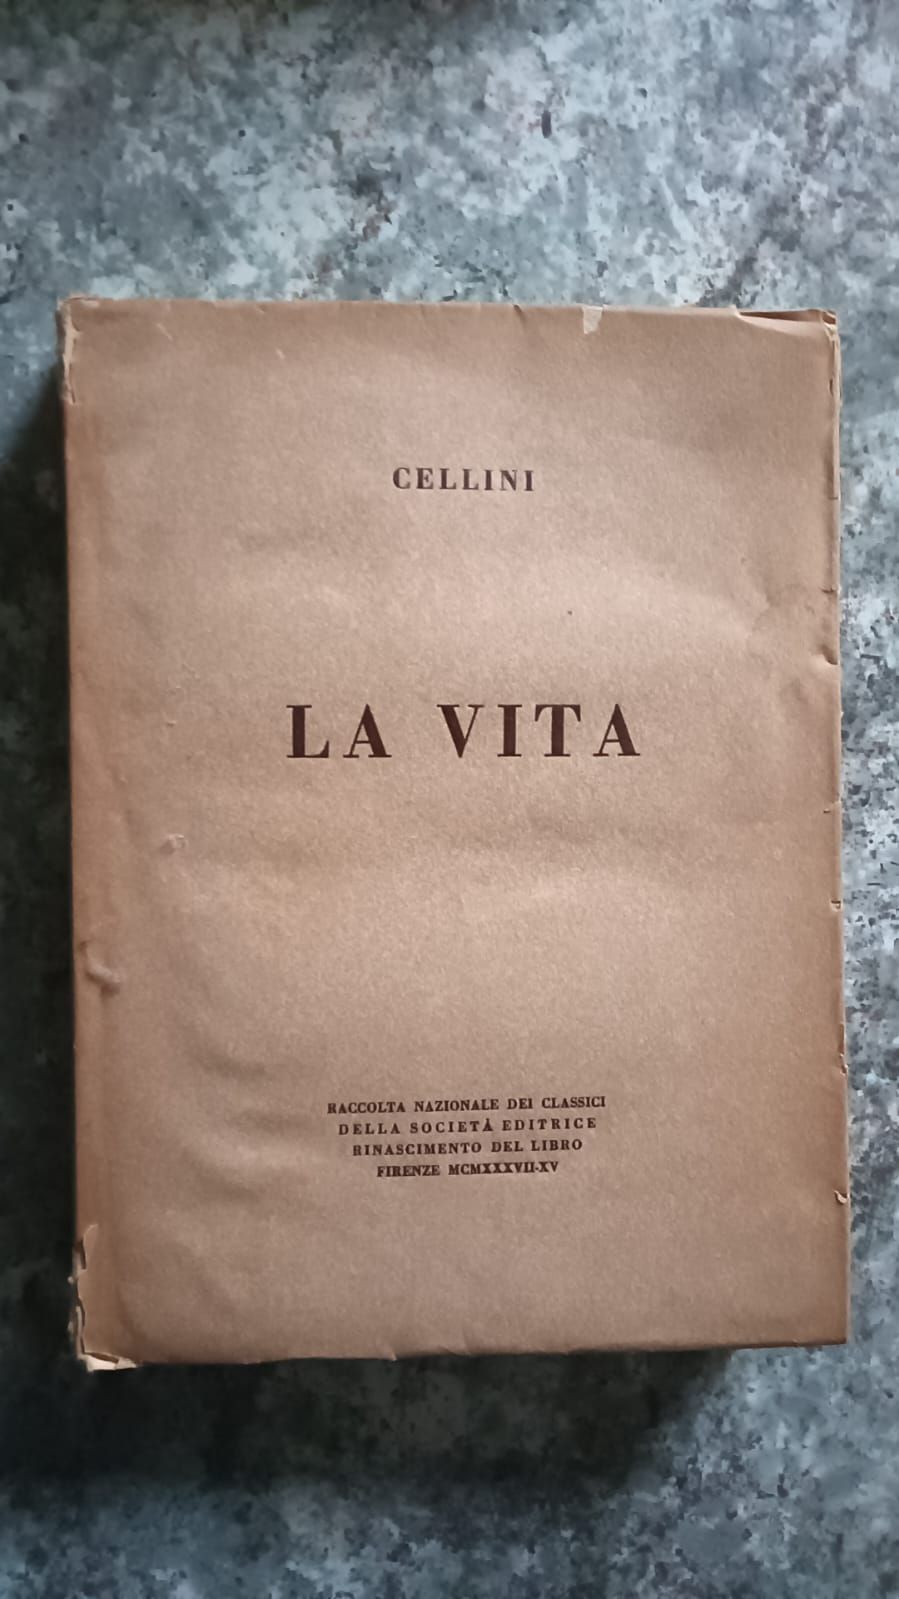 CELLINI
LA VITA
RACCOLTA NAZIONALE DEI CLASSICI
DELLA SOCIETÀ EDITRICE
RINASCIMENTO DEL LIBRO
FIRENZE MCMXXXVII-XV